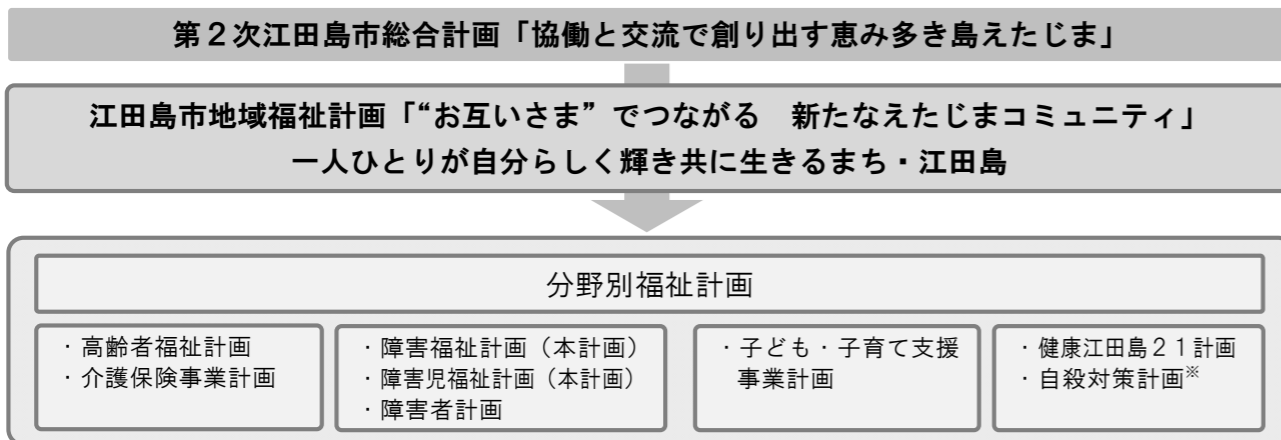 第２次江田島市総合計画「協働と交流で創り出す恵み多き島えたじま」
江田島市地域福祉計画「“お互いさま”でつながる　新たなえたじまコミュニティ」
一人ひとりが自分らしく輝き共に生きるまち・江田島
分野別福祉計画
・高齢者福祉計画
・介護保険事業計画
・障害福祉計画（本計画）
・障害児福祉計画（本計画）
・障害者計画
・子ども・子育て支援
事業計画
・健康江田島２１計画
・自殺対策計画※